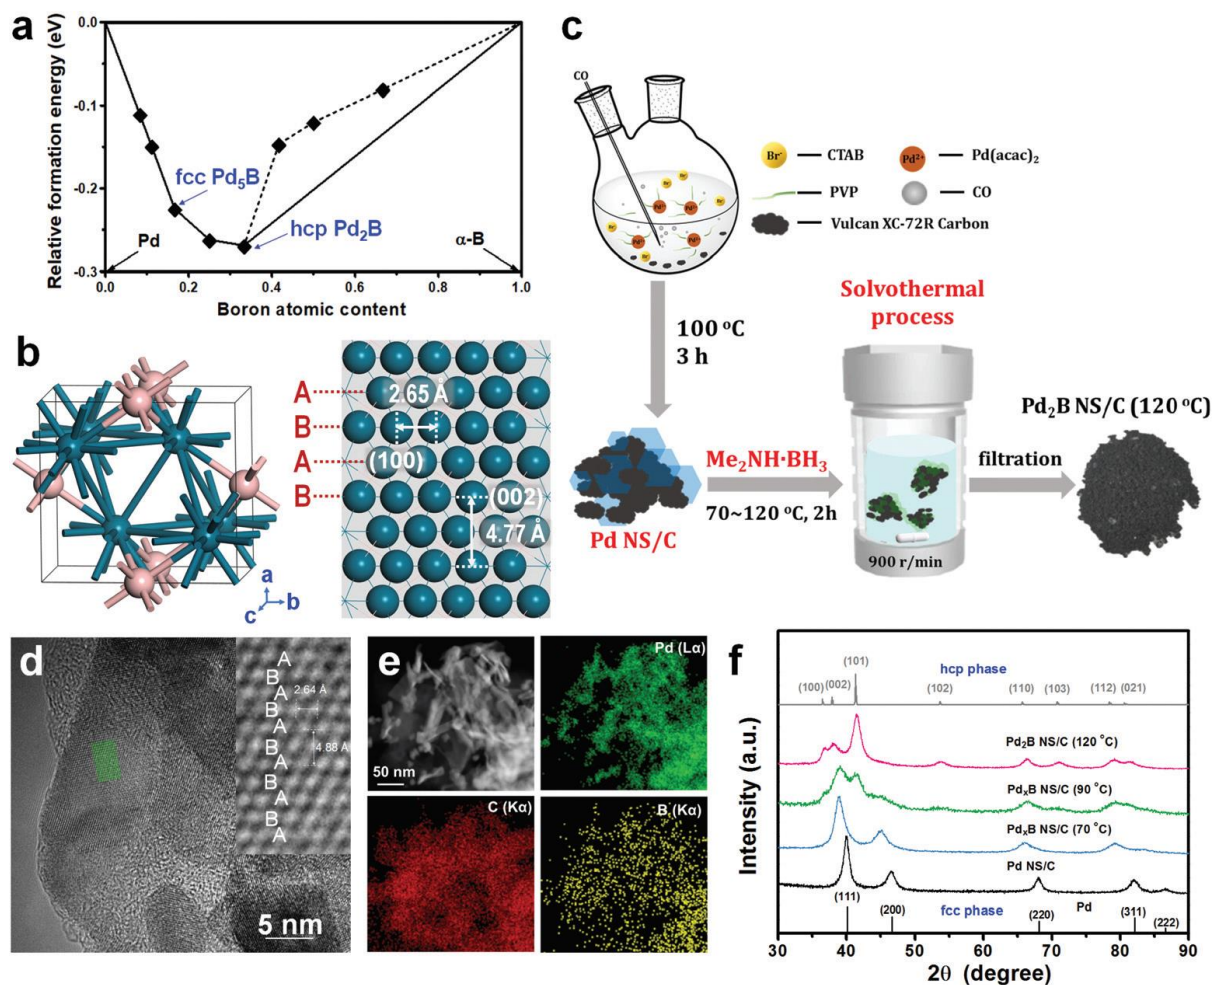 a
Relative formation energy (eV)
0.0
-0.1
-0.2
-0.3
fcc Pd₅B
hcp Pd₂B
Pd
α-B
0.0 0.2 0.4 0.6 0.8 1.0
Boron atomic content
b
a
b
c
A
B
A
B
2.65 Å
(100)
(002)
4.77 Å
c
CO
Br⁻ CTAB
Pd²⁺ Pd(acac)₂
PVP
CO
Vulcan XC-72R Carbon
100 °C
3 h
Solvothermal
process
Pd NS/C
Me₂NH·BH₃
70~120 °C, 2h
900 r/min
filtration
Pd₂B NS/C (120 °C)
d
A
B
A
2.64 Å
B
A
4.88 Å
B
A
B
A
B
A
5 nm
e
50 nm
Pd (Lα)
C (Kα)
B (Kα)
f
Intensity (a.u.)
hcp phase
(100)
(002)
(101)
(102)
(110)
(103)
(112)
(021)
Pd₂B NS/C (120 °C)
PdₓB NS/C (90 °C)
PdₓB NS/C (70 °C)
Pd NS/C
fcc phase
Pd
(111)
(200)
(220)
(311)
(222)
30 40 50 60 70 80 90
2θ (degree)